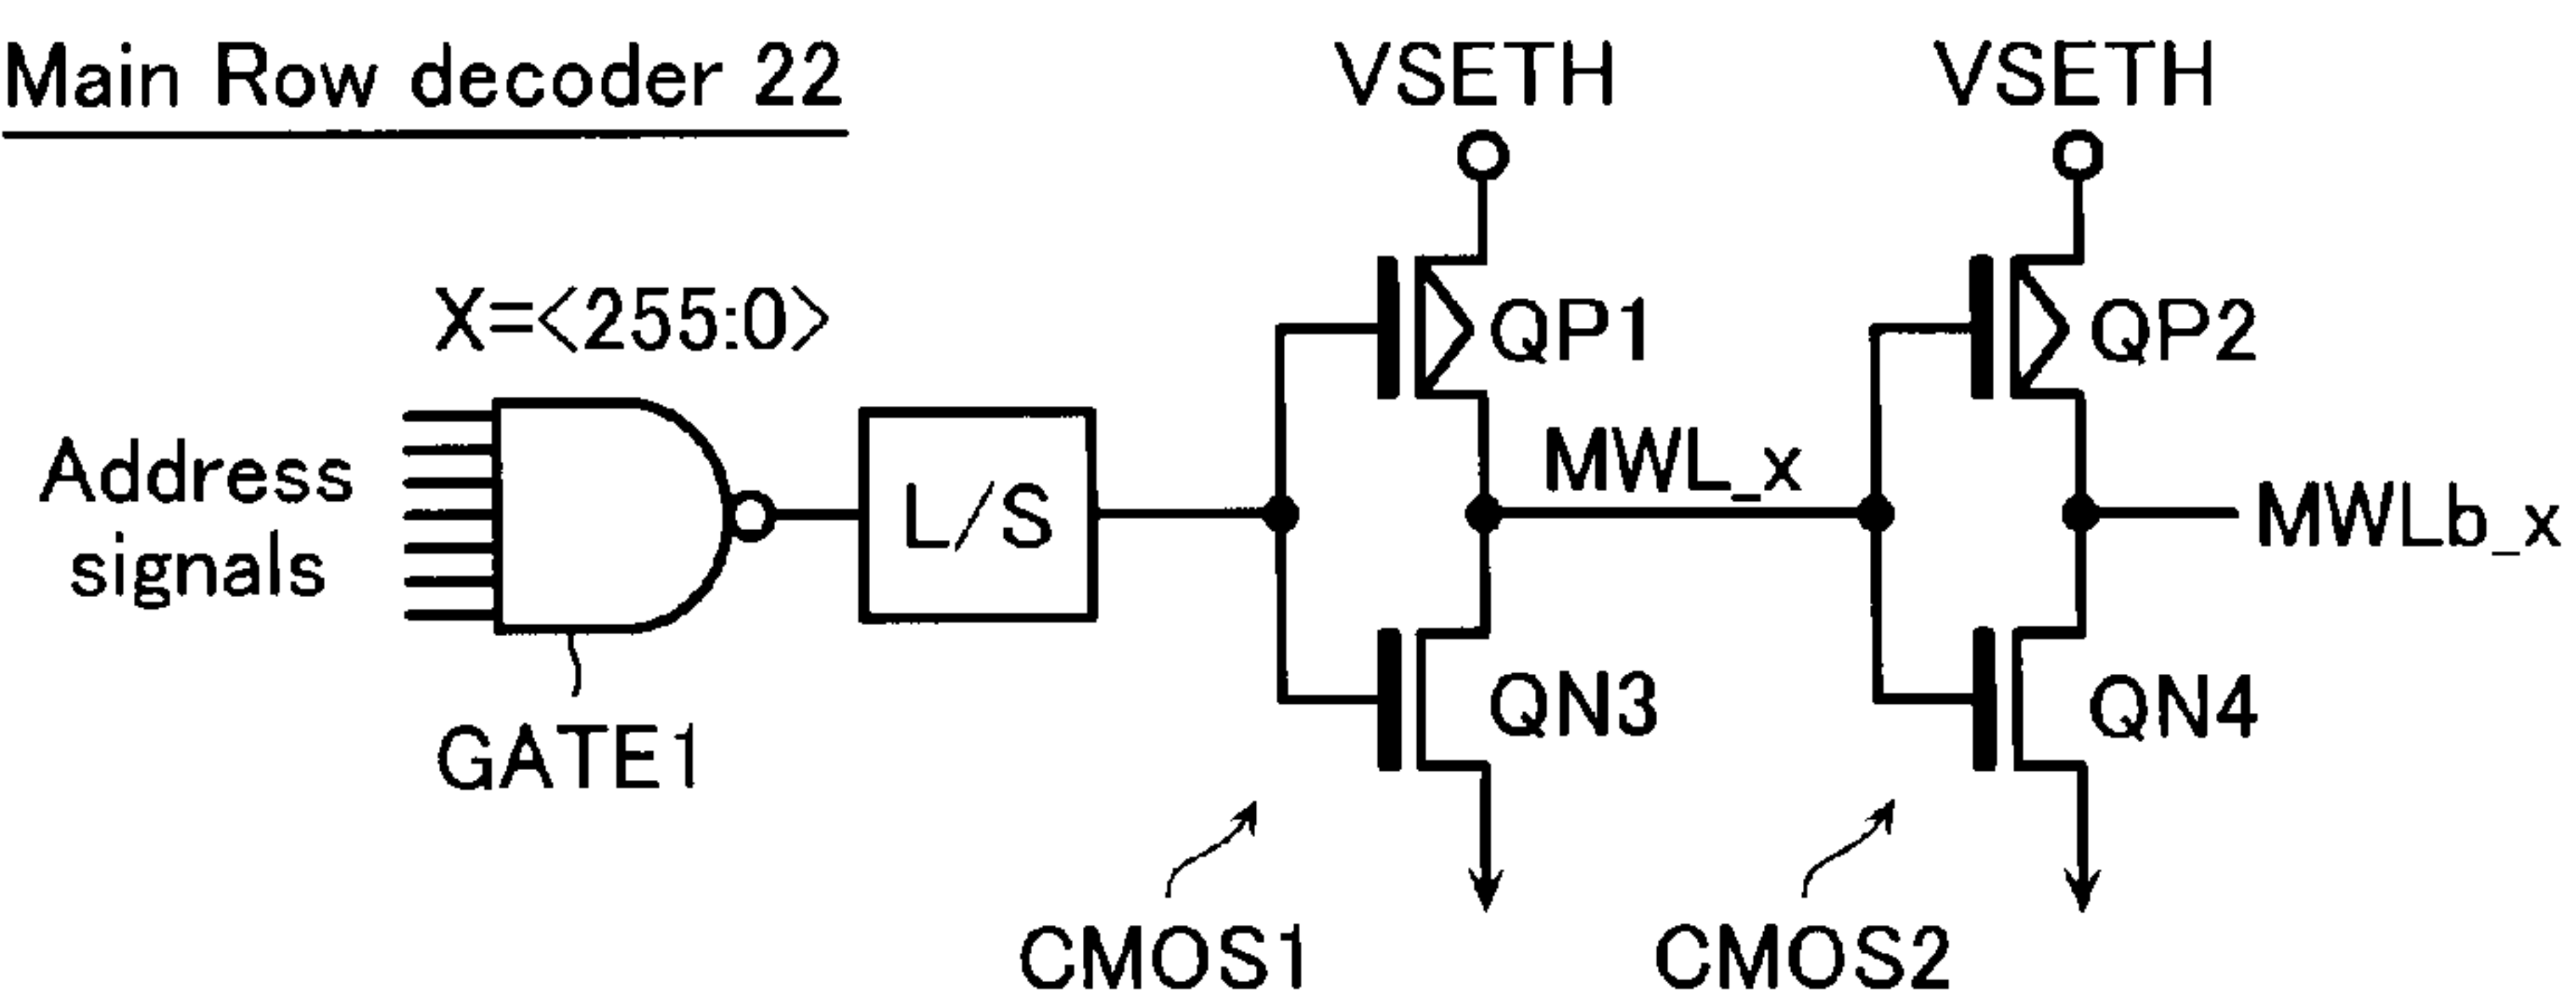 Main Row decoder 22
VSETH
VSETH
X=<255:0>
QP1
QP2
Address
signals
L/S
MWL_x
MWLb_x
GATE1
QN3
QN4
CMOS1
CMOS2